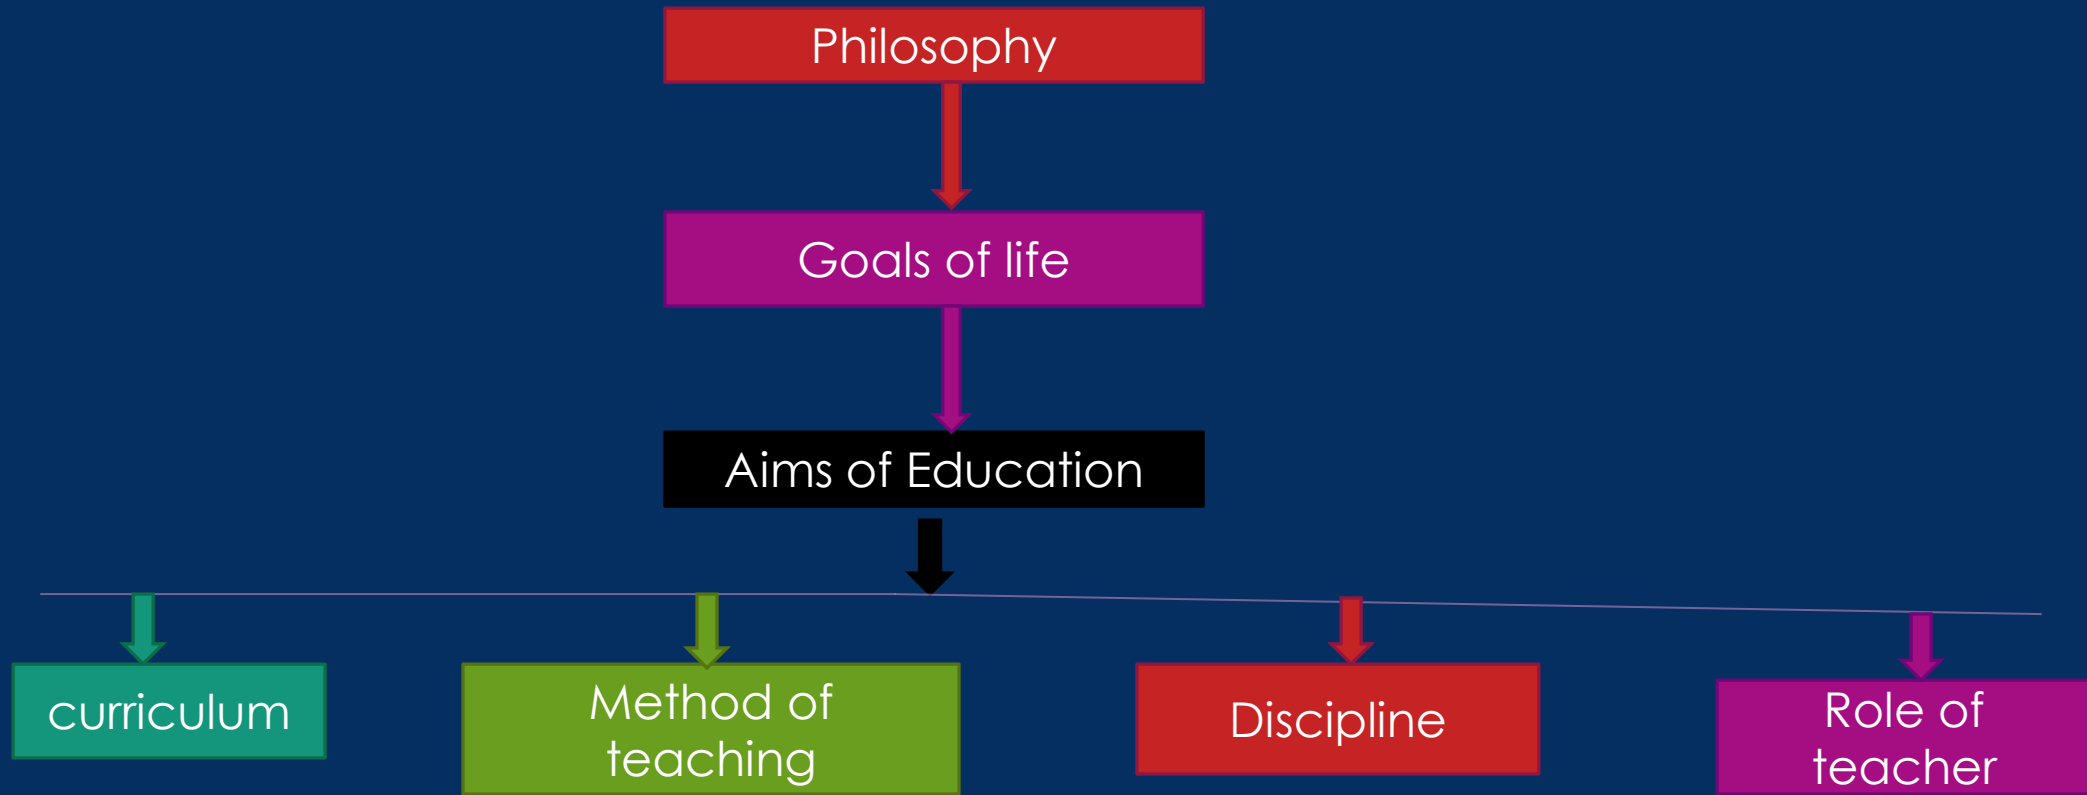 Philosophy
Goals of life
Aims of Education
curriculum
Method of
teaching
Discipline
Role of
teacher